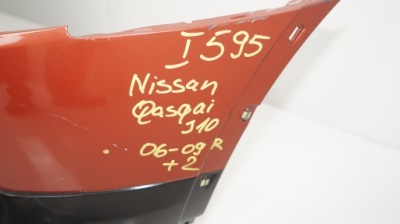 I595
Nissan
Qasqai
J10
06-09 R
+2